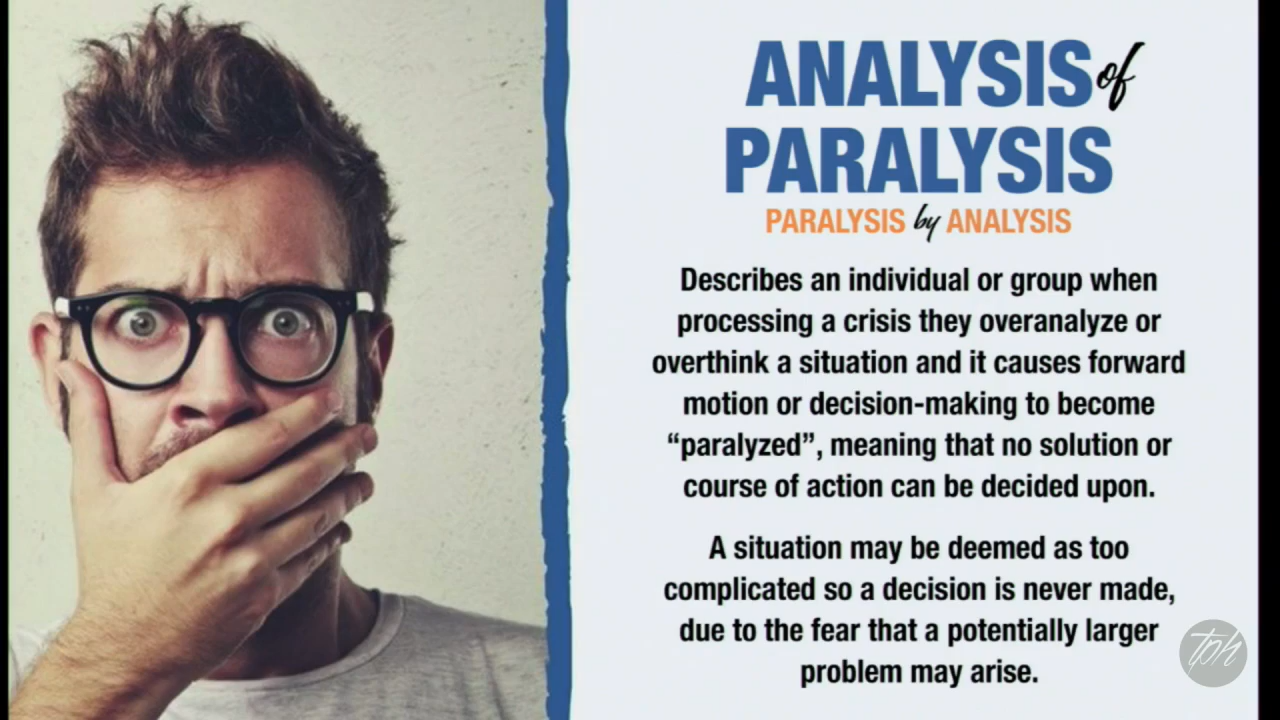 ANALYSIS of
PARALYSIS
PARALYSIS by ANALYSIS
Describes an individual or group when
processing a crisis they overanalyze or
overthink a situation and it causes forward
motion or decision-making to become
“paralyzed”, meaning that no solution or
course of action can be decided upon.
A situation may be deemed as too
complicated so a decision is never made,
due to the fear that a potentially larger
problem may arise.
tph